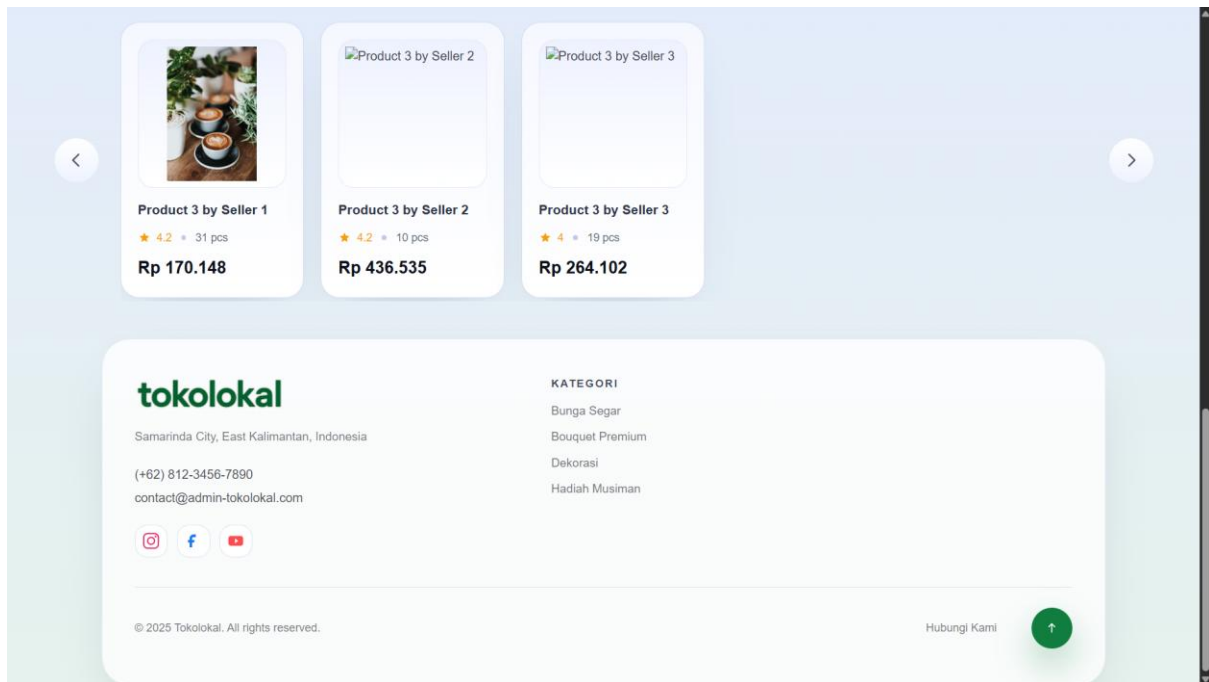 Product 3 by Seller 2
Product 3 by Seller 3
Product 3 by Seller 1
4.2 • 31 pcs
Rp 170.148
Product 3 by Seller 2
4.2 • 10 pcs
Rp 436.535
Product 3 by Seller 3
4 • 19 pcs
Rp 264.102
tokolokal
Samarinda City, East Kalimantan, Indonesia
(+62) 812-3456-7890
contact@admin-tokolokal.com
KATEGORI
Bunga Segar
Bouquet Premium
Dekorasi
Hadiah Musiman
© 2025 Tokolokal. All rights reserved.
Hubungi Kami